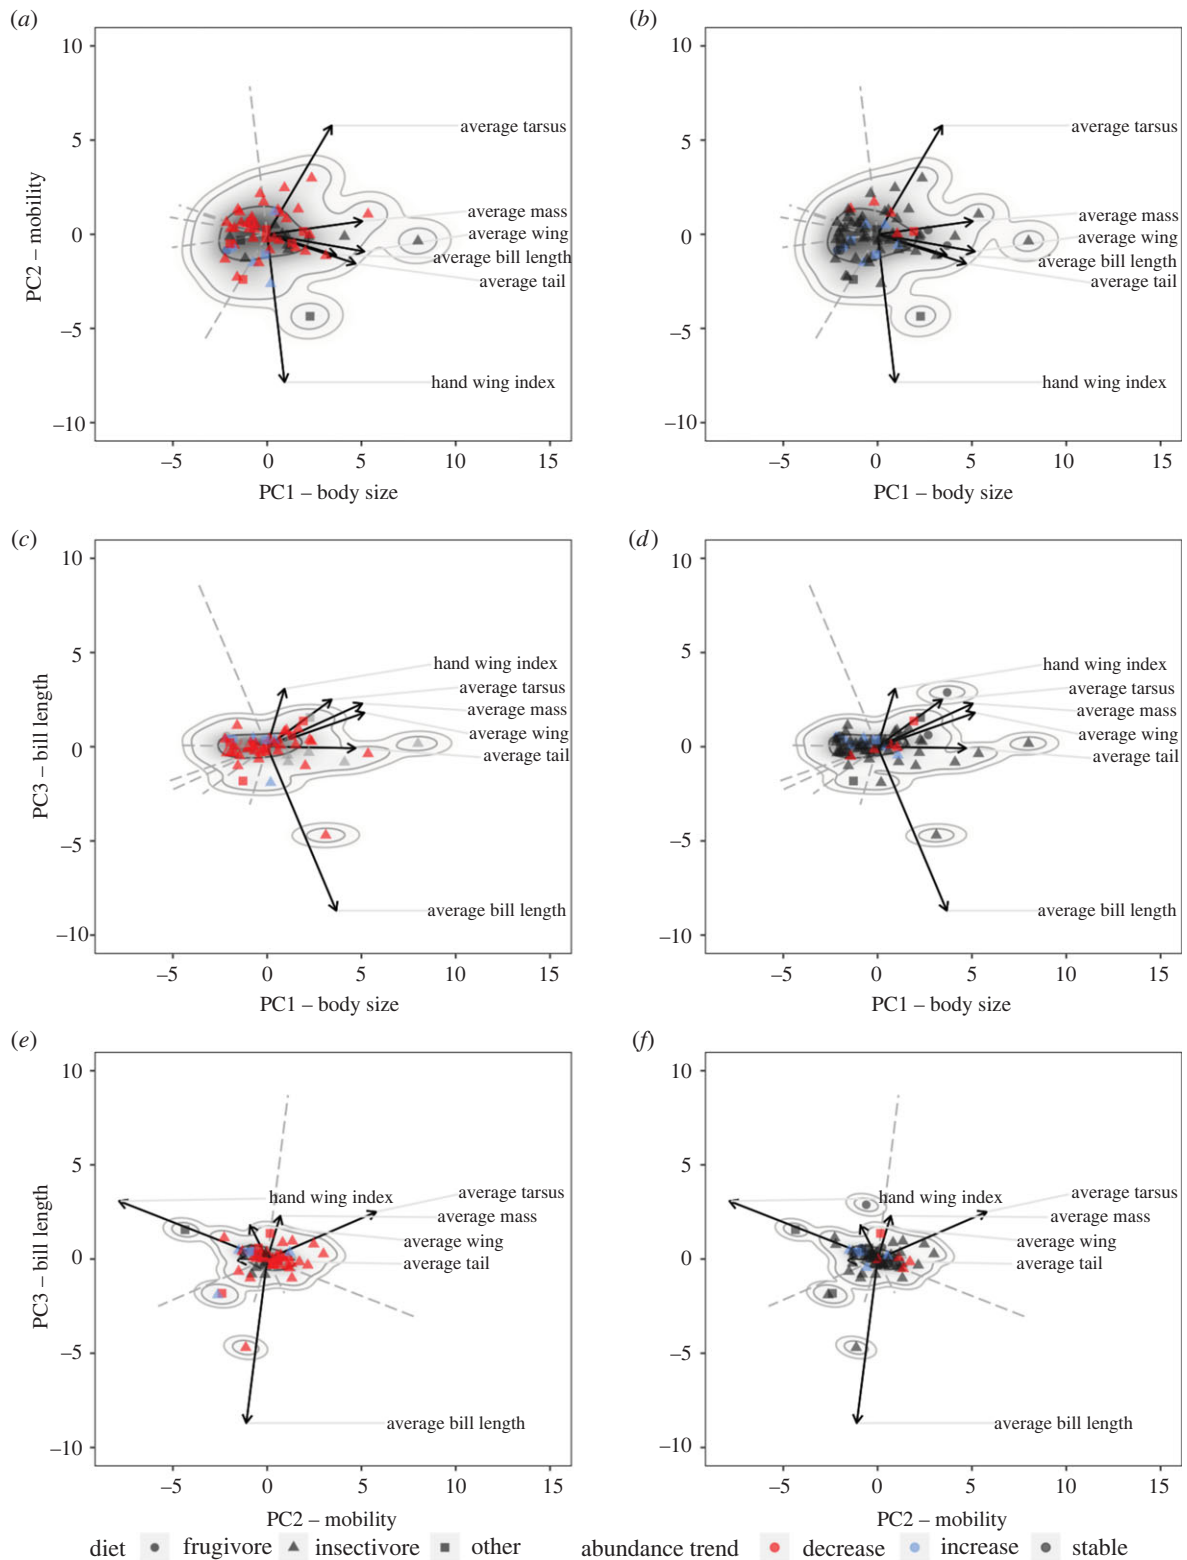 (a)
10
5
0
–5
–10
PC2 – mobility
average tarsus
average mass
average wing
average bill length
average tail
hand wing index
–5 0 5 10 15
PC1 – body size
(b)
10
5
0
–5
–10
average tarsus
average mass
average wing
average bill length
average tail
hand wing index
–5 0 5 10 15
PC1 – body size
(c)
10
5
0
–5
–10
PC3 – bill length
hand wing index
average tarsus
average mass
average wing
average tail
average bill length
–5 0 5 10 15
PC1 – body size
(d)
10
5
0
–5
–10
hand wing index
average tarsus
average mass
average wing
average tail
average bill length
–5 0 5 10 15
PC1 – body size
(e)
10
5
0
–5
–10
PC3 – bill length
average tarsus
hand wing index
average mass
average wing
average tail
average bill length
–5 0 5 10 15
PC2 – mobility
(f)
10
5
0
–5
–10
average tarsus
hand wing index
average mass
average wing
average tail
average bill length
–5 0 5 10 15
PC2 – mobility
diet frugivore insectivore other abundance trend decrease increase stable